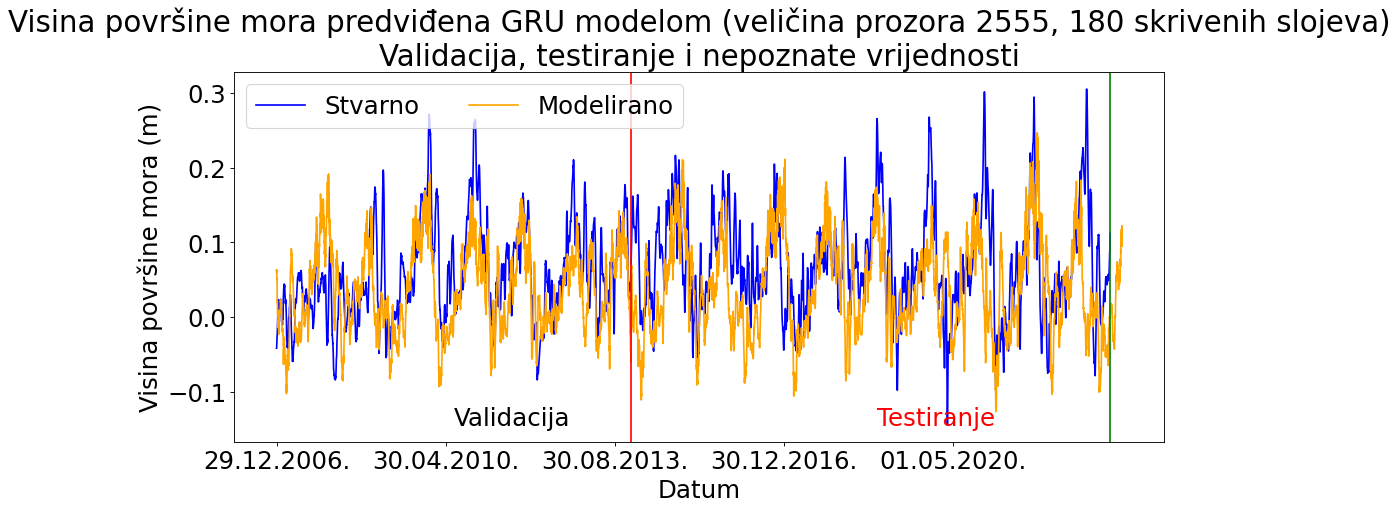 Visina površine mora predviđena GRU modelom (veličina prozora 2555, 180 skrivenih slojeva)
Validacija, testiranje i nepoznate vrijednosti
Stvarno Modelirano
Visina površine mora (m)
0.3
0.2
0.1
0.0
−0.1
Validacija Testiranje
29.12.2006. 30.04.2010. 30.08.2013. 30.12.2016. 01.05.2020.
Datum